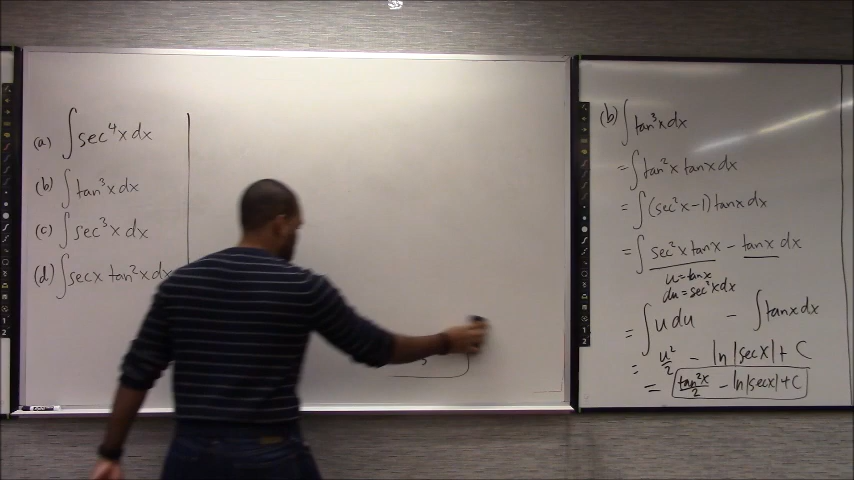 (a) ∫sec⁴x dx
(b) ∫tan³x dx
(c) ∫sec³x dx
(d) ∫secx tan²x dx
(b) ∫tan³x dx
= ∫tan²x tanx dx
= ∫(sec²x-1)tanx dx
= ∫sec²x tanx - tanx dx
u=tanx
du=sec²x dx
= ∫u du - ∫tanx dx
= u²/2 - ln|secx|+C
= tan²x/2 - ln|secx|+C